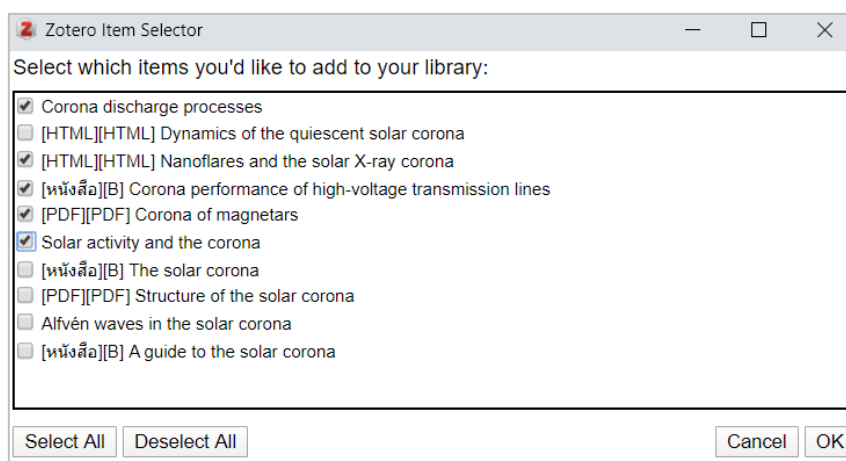 Zotero Item Selector
Select which items you'd like to add to your library:
Corona discharge processes
[HTML][HTML] Dynamics of the quiescent solar corona
[HTML][HTML] Nanoflares and the solar X-ray corona
[หนังสือ][B] Corona performance of high-voltage transmission lines
[PDF][PDF] Corona of magnetars
Solar activity and the corona
[หนังสือ][B] The solar corona
[PDF][PDF] Structure of the solar corona
Alfvén waves in the solar corona
[หนังสือ][B] A guide to the solar corona
Select All Deselect All Cancel OK